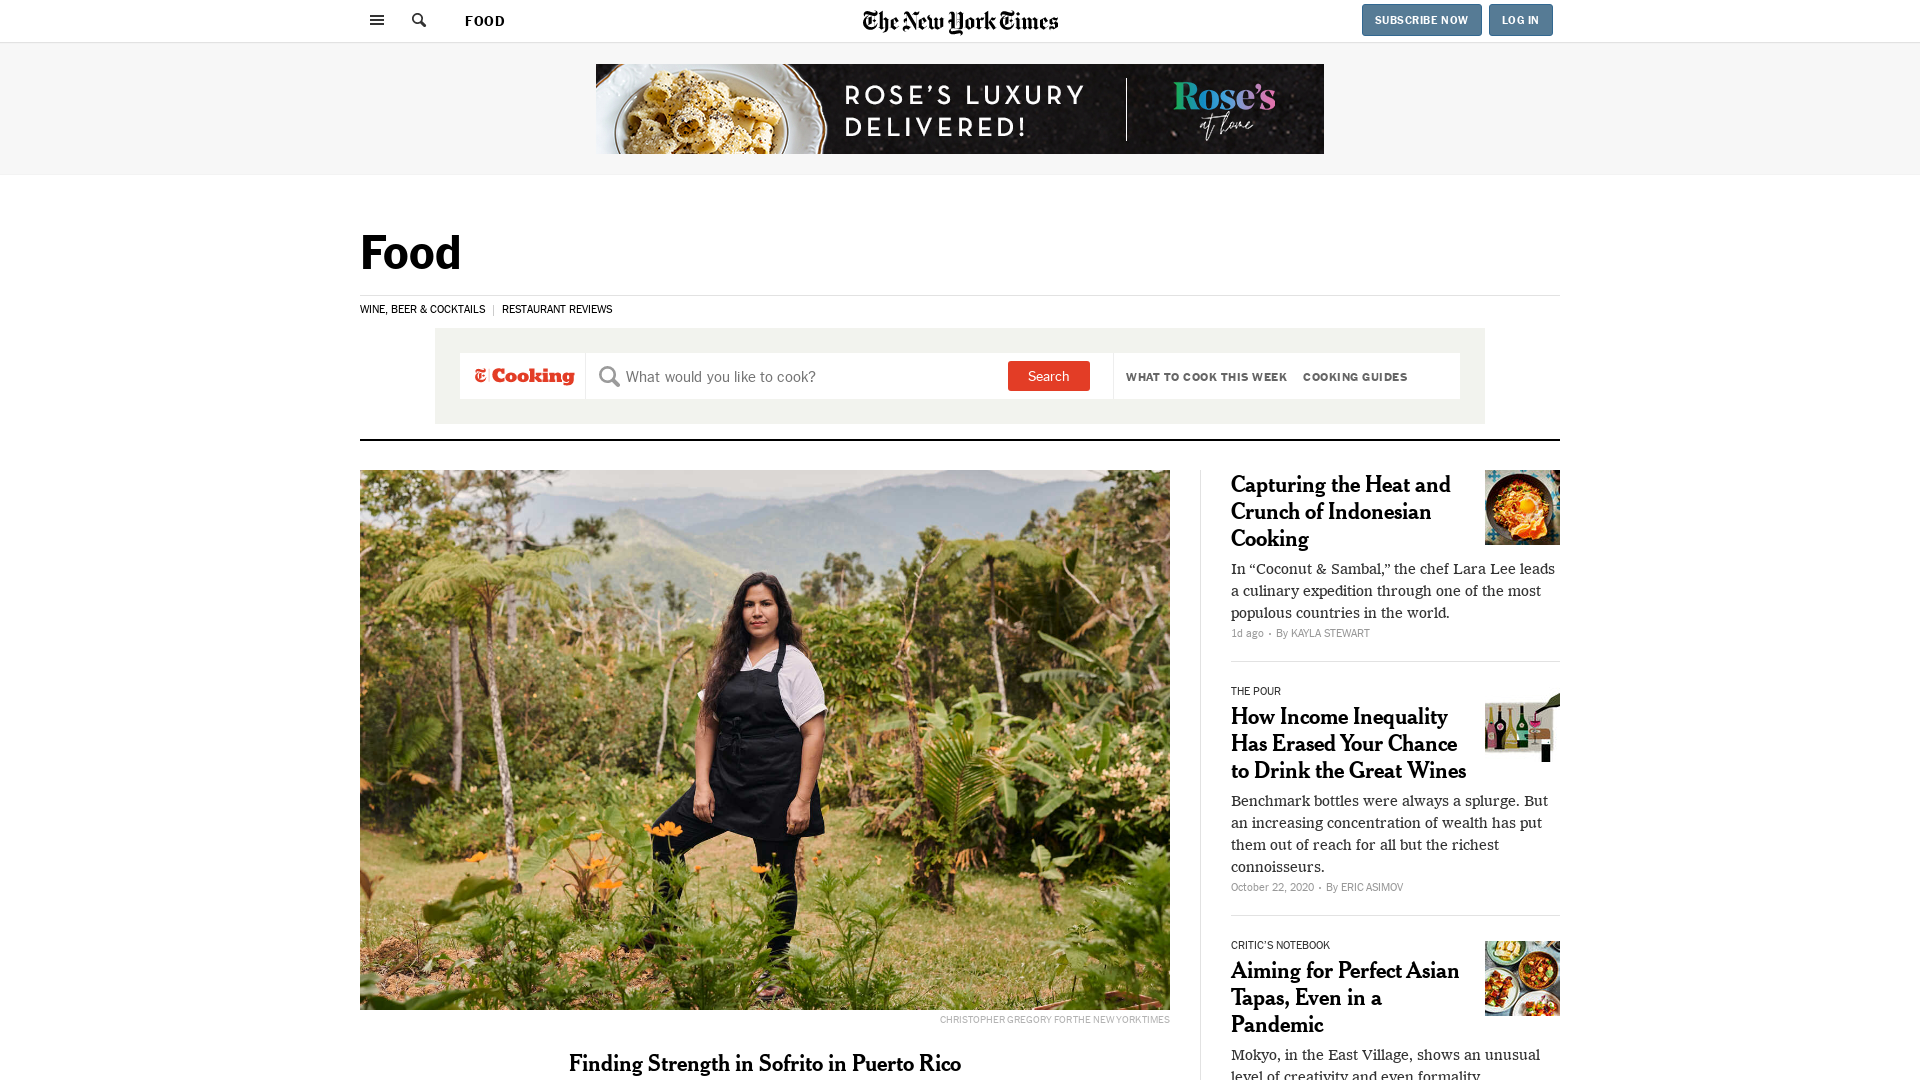 FOOD
The New York Times
SUBSCRIBE NOW
LOG IN
ROSE'S LUXURY
DELIVERED!
Rose's
at home
Food
WINE, BEER & COCKTAILS
RESTAURANT REVIEWS
Cooking
What would you like to cook?
Search
WHAT TO COOK THIS WEEK
COOKING GUIDES
CHRISTOPHER GREGORY FOR THE NEW YORK TIMES
Finding Strength in Sofrito in Puerto Rico
Capturing the Heat and
Crunch of Indonesian
Cooking
In “Coconut & Sambal,” the chef Lara Lee leads
a culinary expedition through one of the most
populous countries in the world.
1d ago • By KAYLA STEWART
THE POUR
How Income Inequality
Has Erased Your Chance
to Drink the Great Wines
Benchmark bottles were always a splurge. But
an increasing concentration of wealth has put
them out of reach for all but the richest
connoisseurs.
October 22, 2020 • By ERIC ASIMOV
CRITIC'S NOTEBOOK
Aiming for Perfect Asian
Tapas, Even in a
Pandemic
Mokyo, in the East Village, shows an unusual
level of creativity and even formality